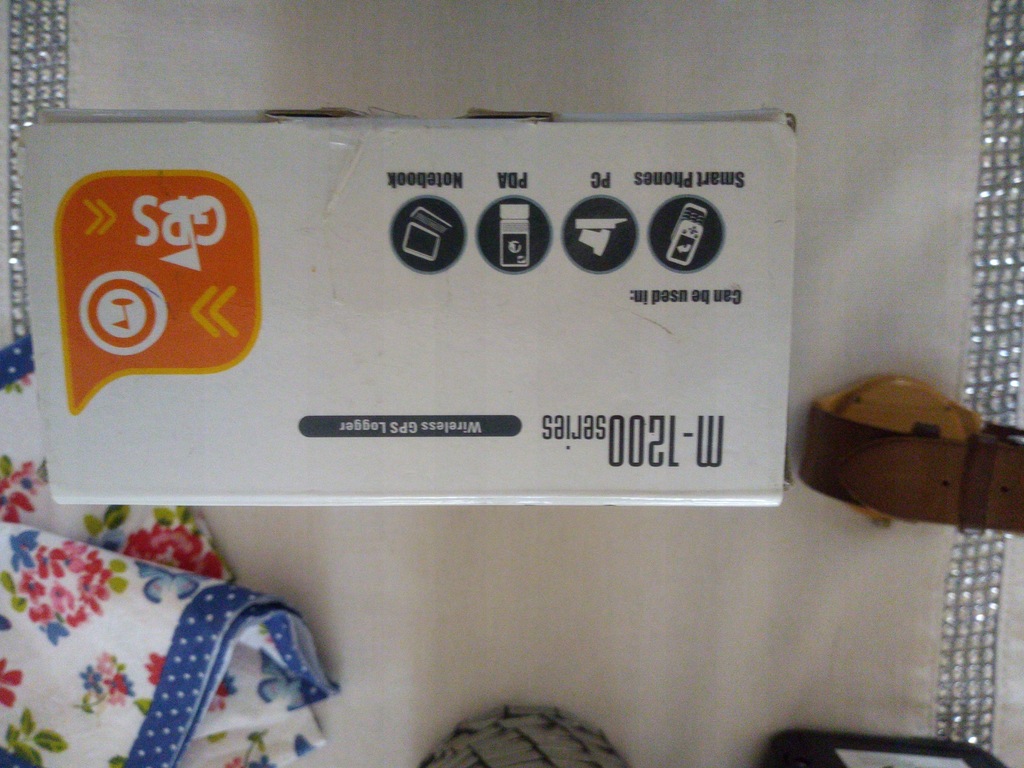 m-1200series
Wireless GPS Logger
Can be used in:
Smart Phones PC PDA Notebook
GPS